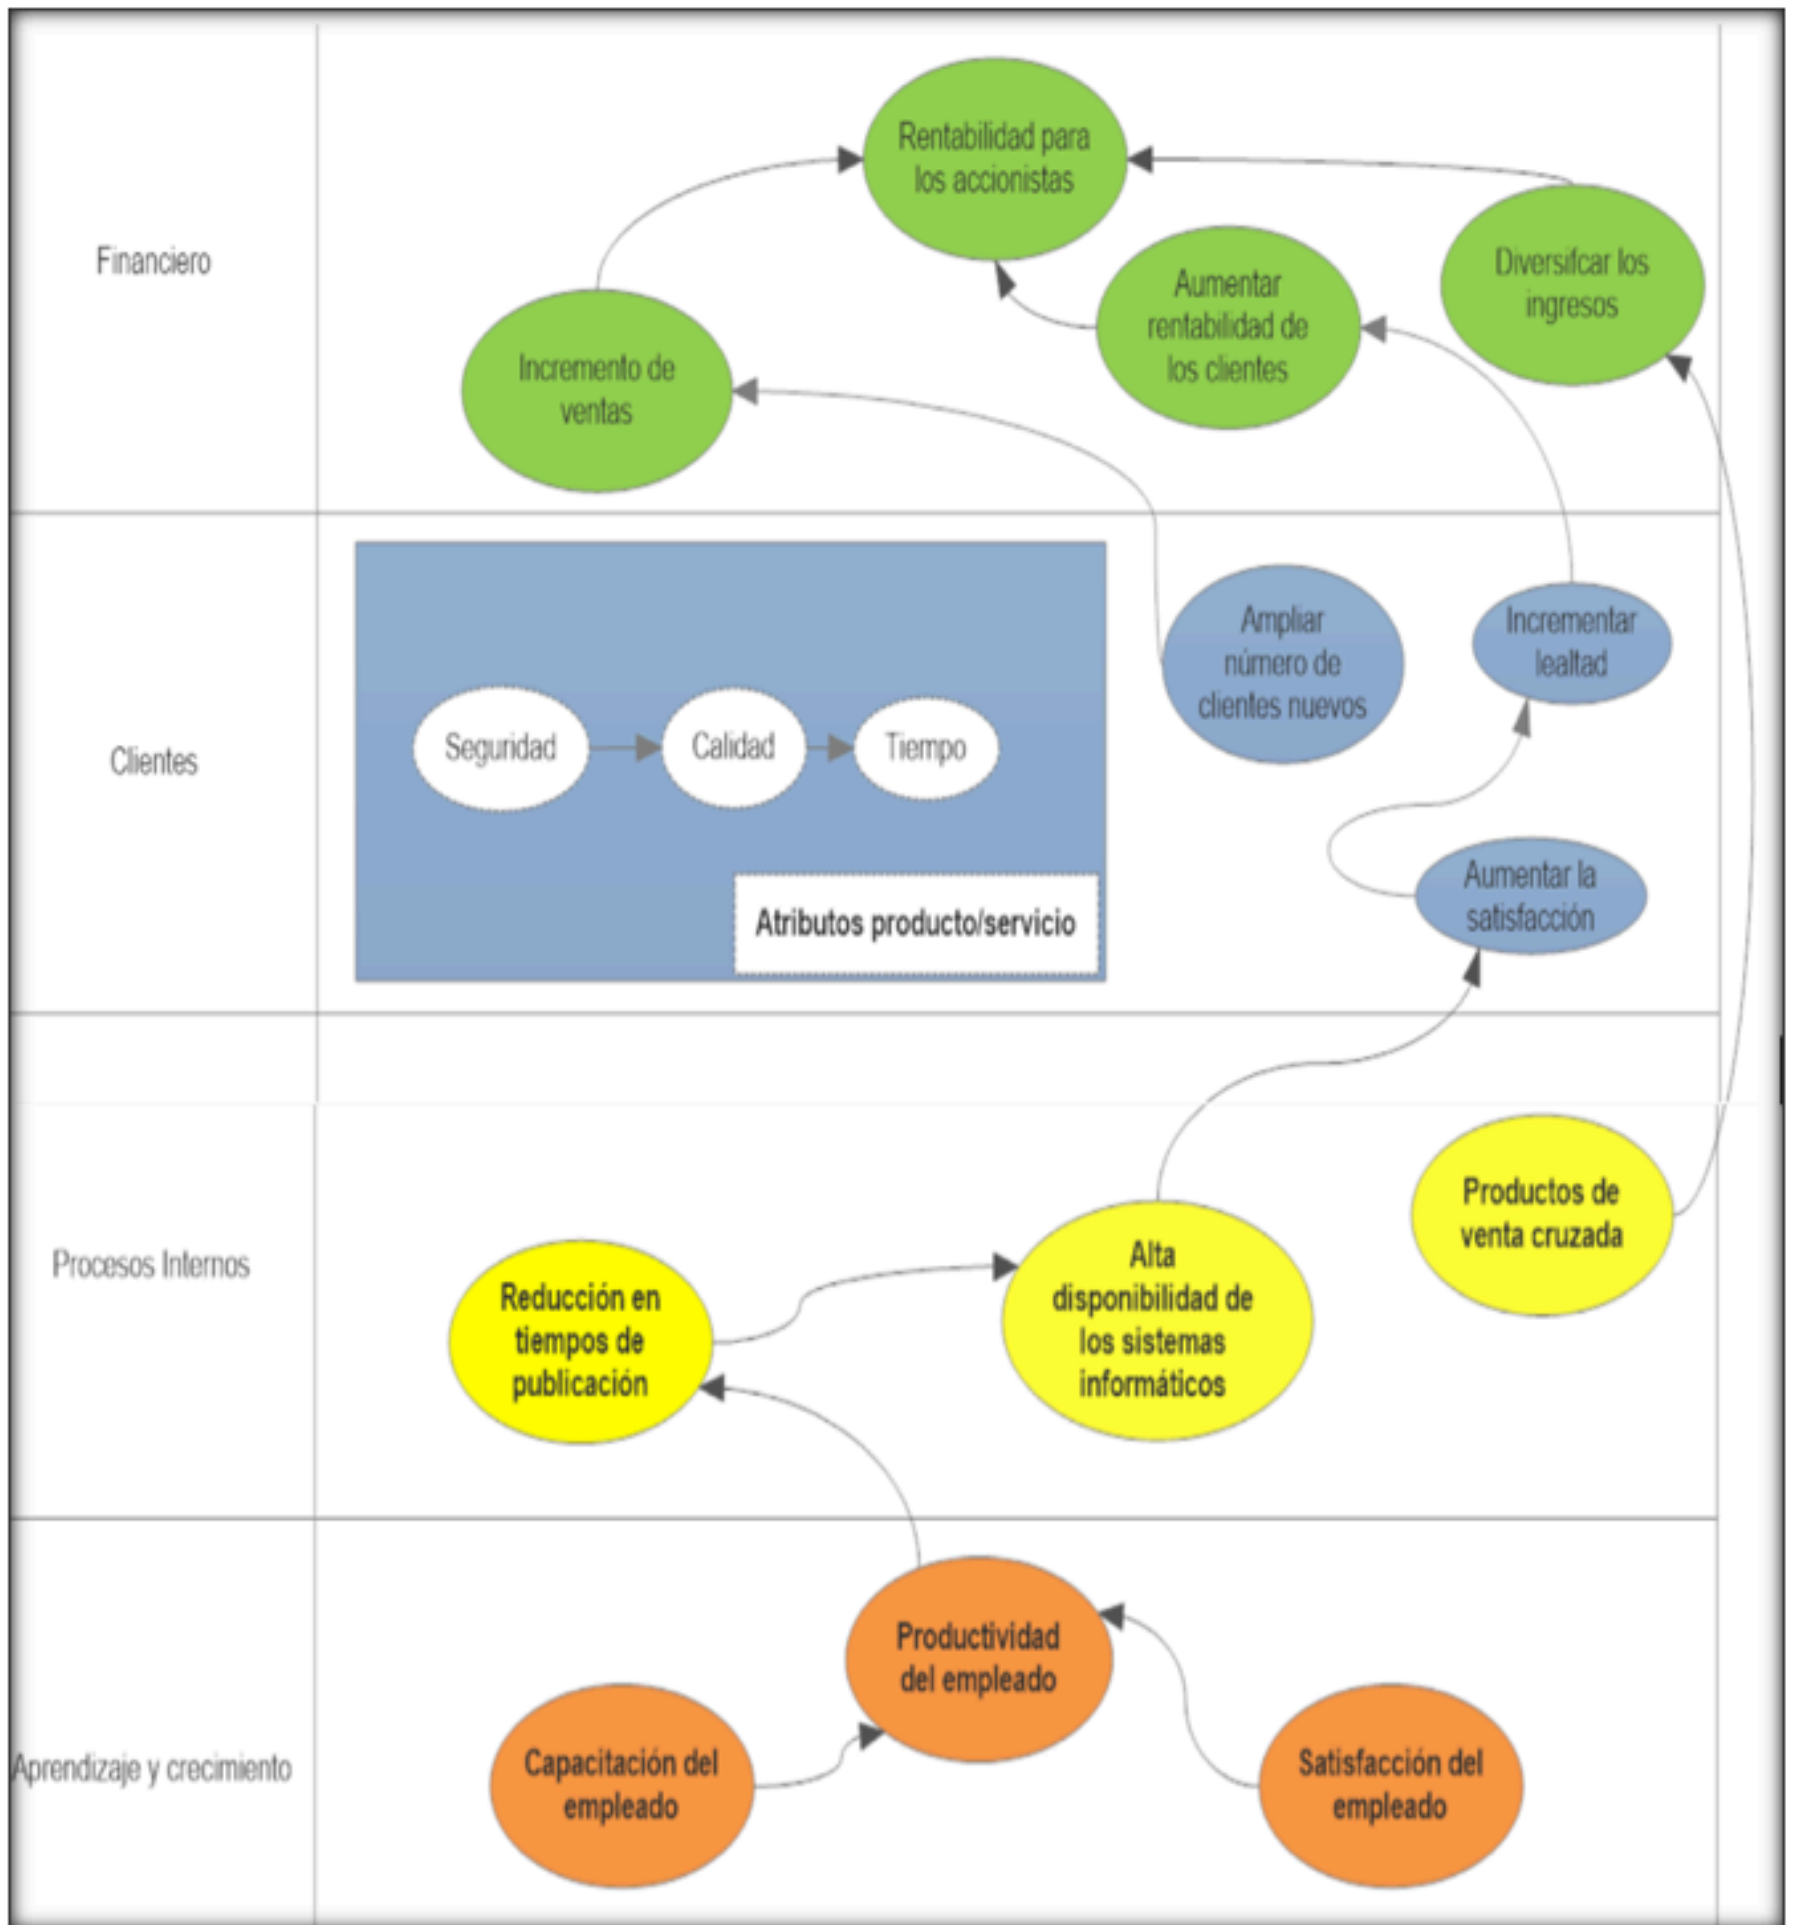 Financiero
Rentabilidad para
los accionistas
Diversifcar los
ingresos
Aumentar
rentabilidad de
los clientes
Incremento de
ventas
Clientes
Ampliar
número de
clientes nuevos
Incrementar
lealtad
Seguridad
Calidad
Tiempo
Aumentar la
satisfacción
Atributos producto/servicio
Procesos Internos
Productos de
venta cruzada
Alta
disponibilidad de
los sistemas
informáticos
Reducción en
tiempos de
publicación
Aprendizaje y crecimiento
Productividad
del empleado
Capacitación del
empleado
Satisfacción del
empleado